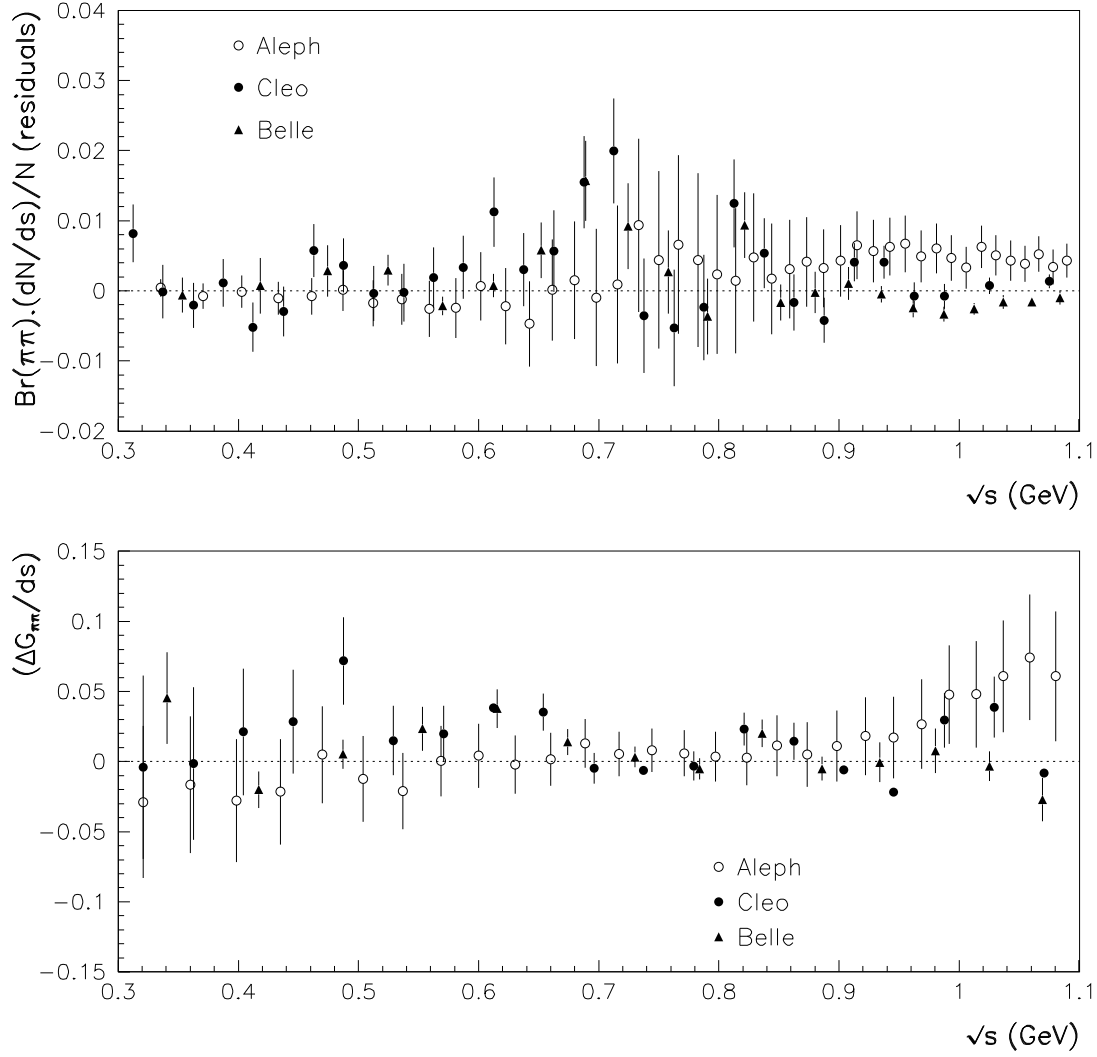 Br(ππ).(dN/ds)/N (residuals)
0.04
0.03
0.02
0.01
0
−0.01
−0.02
Aleph
Cleo
Belle
0.3 0.4 0.5 0.6 0.7 0.8 0.9 1 1.1
√s (GeV)
(ΔGππ/ds)
0.15
0.1
0.05
0
−0.05
−0.1
−0.15
Aleph
Cleo
Belle
0.3 0.4 0.5 0.6 0.7 0.8 0.9 1 1.1
√s (GeV)